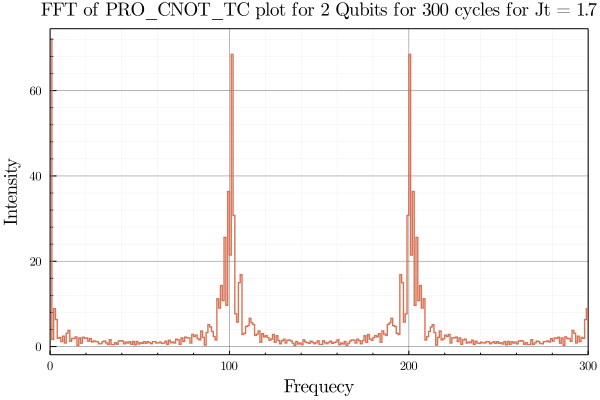 FFT of PRO_CNOT_TC plot for 2 Qubits for 300 cycles for Jt = 1.7
60
40
20
0
0 100 200 300
Intensity
Frequecy